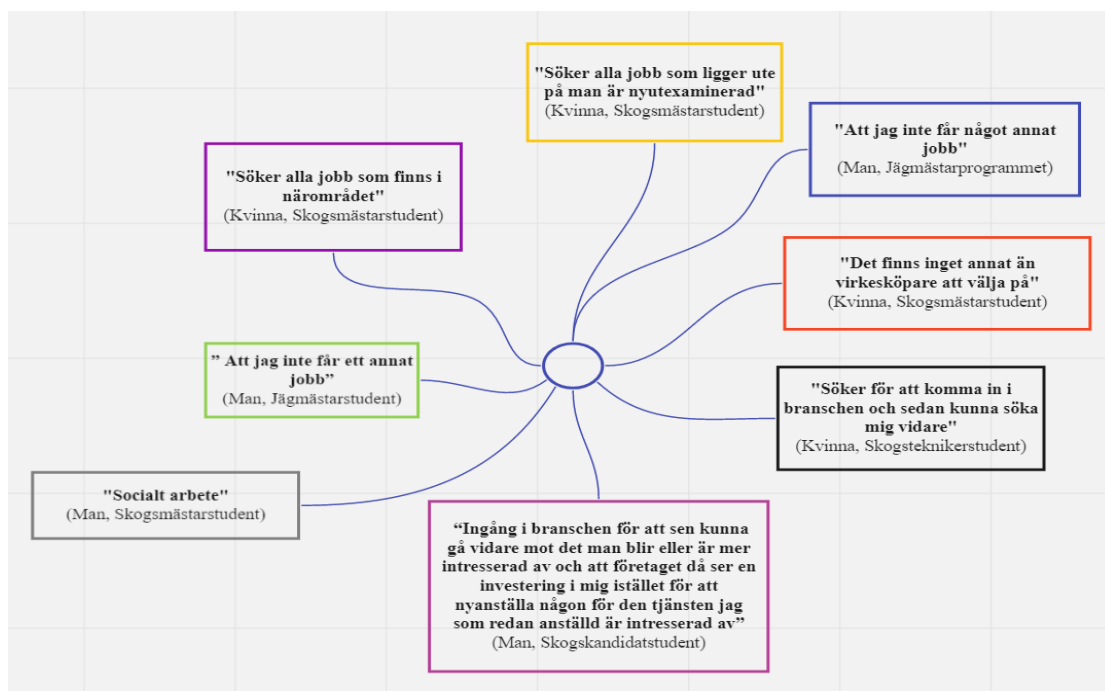 "Söker alla jobb som ligger ute
på man är nyutexaminerad"
(Kvinna, Skogsmästarstudent)
"Att jag inte får något annat
jobb"
(Man, Jägmästarprogrammet)
"Söker alla jobb som finns i
närområdet"
(Kvinna, Skogsmästarstudent)
"Det finns inget annat än
virkesköpare att välja på"
(Kvinna, Skogsmästarstudent)
” Att jag inte får ett annat
jobb”
(Man, Jägmästarstudent)
"Söker för att komma in i
branschen och sedan kunna söka
mig vidare"
(Kvinna, Skogsteknikerstudent)
"Socialt arbete"
(Man, Skogsmästarstudent)
“Ingång i branschen för att sen kunna
gå vidare mot det man blir eller är mer
intresserad av och att företaget då ser en
investering i mig istället för att
nyanställa någon för den tjänsten jag
som redan anställd är intresserad av”
(Man, Skogskandidatstudent)